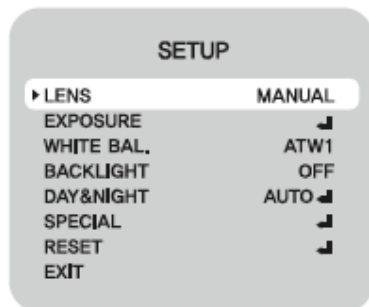 SETUP
LENS MANUAL
EXPOSURE
WHITE BAL. ATW1
BACKLIGHT OFF
DAY&NIGHT AUTO
SPECIAL
RESET
EXIT